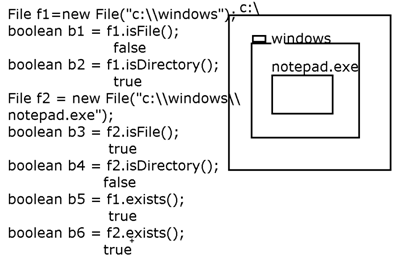 File f1=new File("c:\\windows"); c:\
boolean b1 = f1.isFile();
false
boolean b2 = f1.isDirectory();
true
File f2 = new File("c:\\windows\\
notepad.exe");
boolean b3 = f2.isFile();
true
boolean b4 = f2.isDirectory();
false
boolean b5 = f1.exists();
true
boolean b6 = f2.exists();
true
windows
notepad.exe